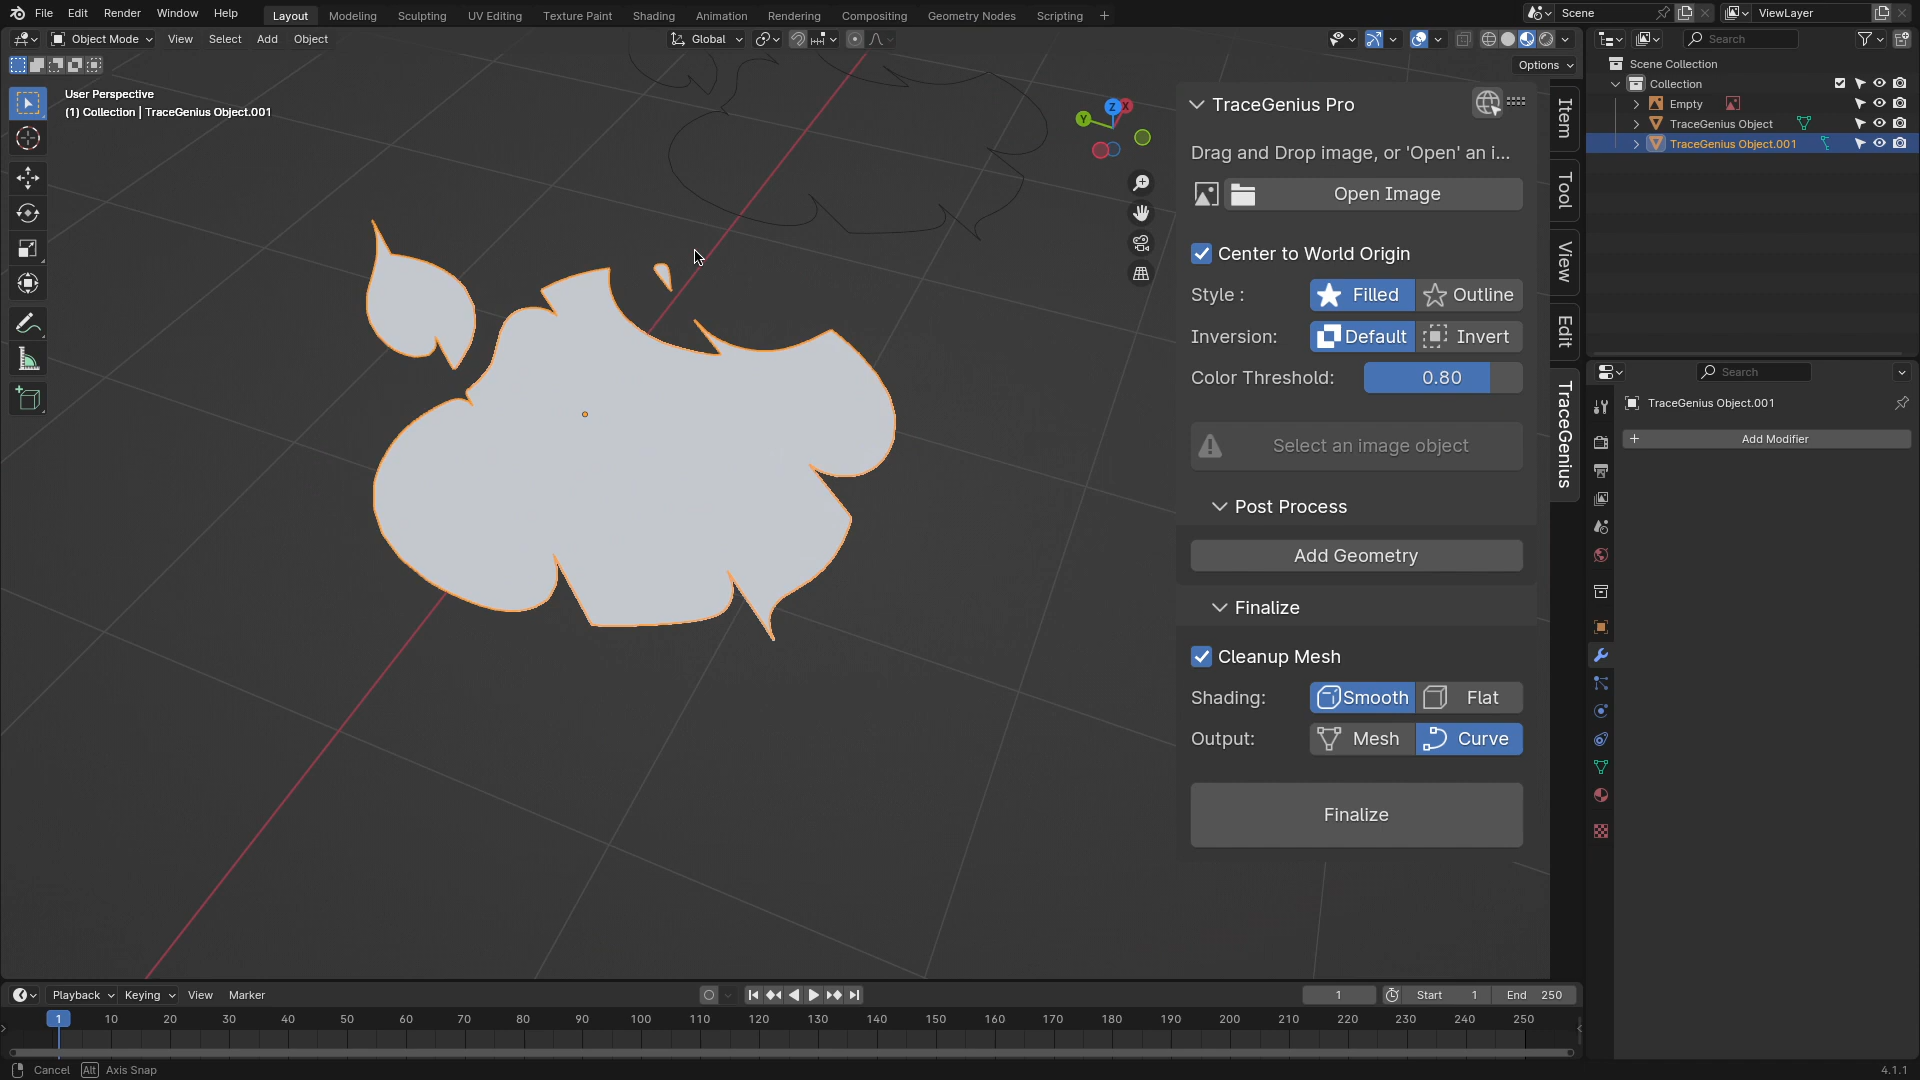 File Edit Render Window Help Layout Modeling Sculpting UV Editing Texture Paint Shading Animation Rendering Compositing Geometry Nodes Scripting + Scene ViewLayer
Object Mode View Select Add Object Global Search
Options
User Perspective
(1) Collection | TraceGenius Object.001
Z X
Y
TraceGenius Pro
Drag and Drop image, or 'Open' an i...
Open Image
Center to World Origin
Style : Filled Outline
Inversion: Default Invert
Color Threshold: 0.80
Select an image object
Post Process
Add Geometry
Finalize
Cleanup Mesh
Shading: Smooth Flat
Output: Mesh Curve
Finalize
Item
Tool
View
Edit
TraceGenius
Scene Collection
Collection
Empty
TraceGenius Object
TraceGenius Object.001
Search
TraceGenius Object.001
+ Add Modifier
Playback Keying View Marker 1 Start 1 End 250
1 10 20 30 40 50 60 70 80 90 100 110 120 130 140 150 160 170 180 190 200 210 220 230 240 250
Cancel Alt Axis Snap 4.1.1